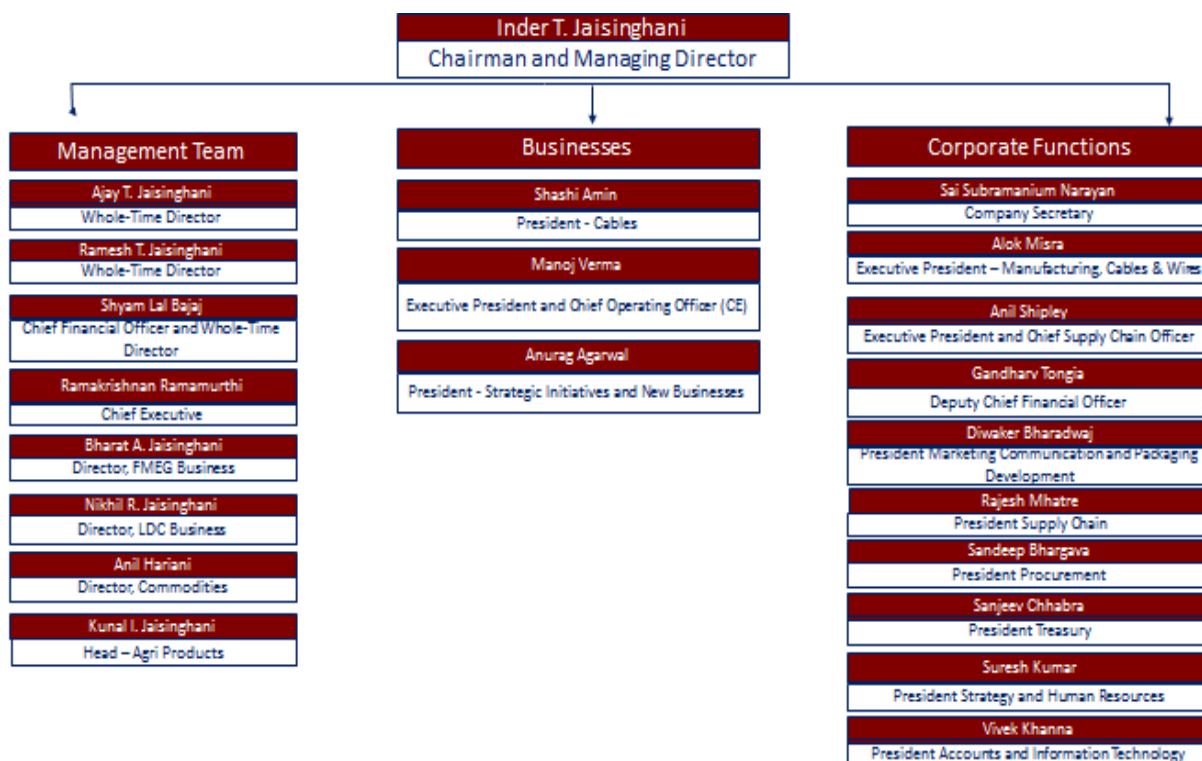 Inder T. Jaisinghani
Chairman and Managing Director
Management Team
Ajay T. Jaisinghani
Whole-Time Director
Ramesh T. Jaisinghani
Whole-Time Director
Shyam Lal Bajaj
Chief Financial Officer and Whole-Time
Director
Ramakrishnan Ramamurthi
Chief Executive
Bharat A. Jaisinghani
Director, FMEG Business
Nikhil R. Jaisinghani
Director, LDC Business
Anil Hariani
Director, Commodities
Kunal I. Jaisinghani
Head – Agri Products
Businesses
Shashi Amin
President - Cables
Manoj Verma
Executive President and Chief Operating Officer (CE)
Anurag Agarwal
President - Strategic Initiatives and New Businesses
Corporate Functions
Sai Subramanium Narayan
Company Secretary
Alok Misra
Executive President – Manufacturing, Cables & Wires
Anil Shipley
Executive President and Chief Supply Chain Officer
Gandharv Tongia
Deputy Chief Financial Officer
Diwaker Bharadwaj
President Marketing Communication and Packaging
Development
Rajesh Mhatre
President Supply Chain
Sandeep Bhargava
President Procurement
Sanjeev Chhabra
President Treasury
Suresh Kumar
President Strategy and Human Resources
Vivek Khanna
President Accounts and Information Technology